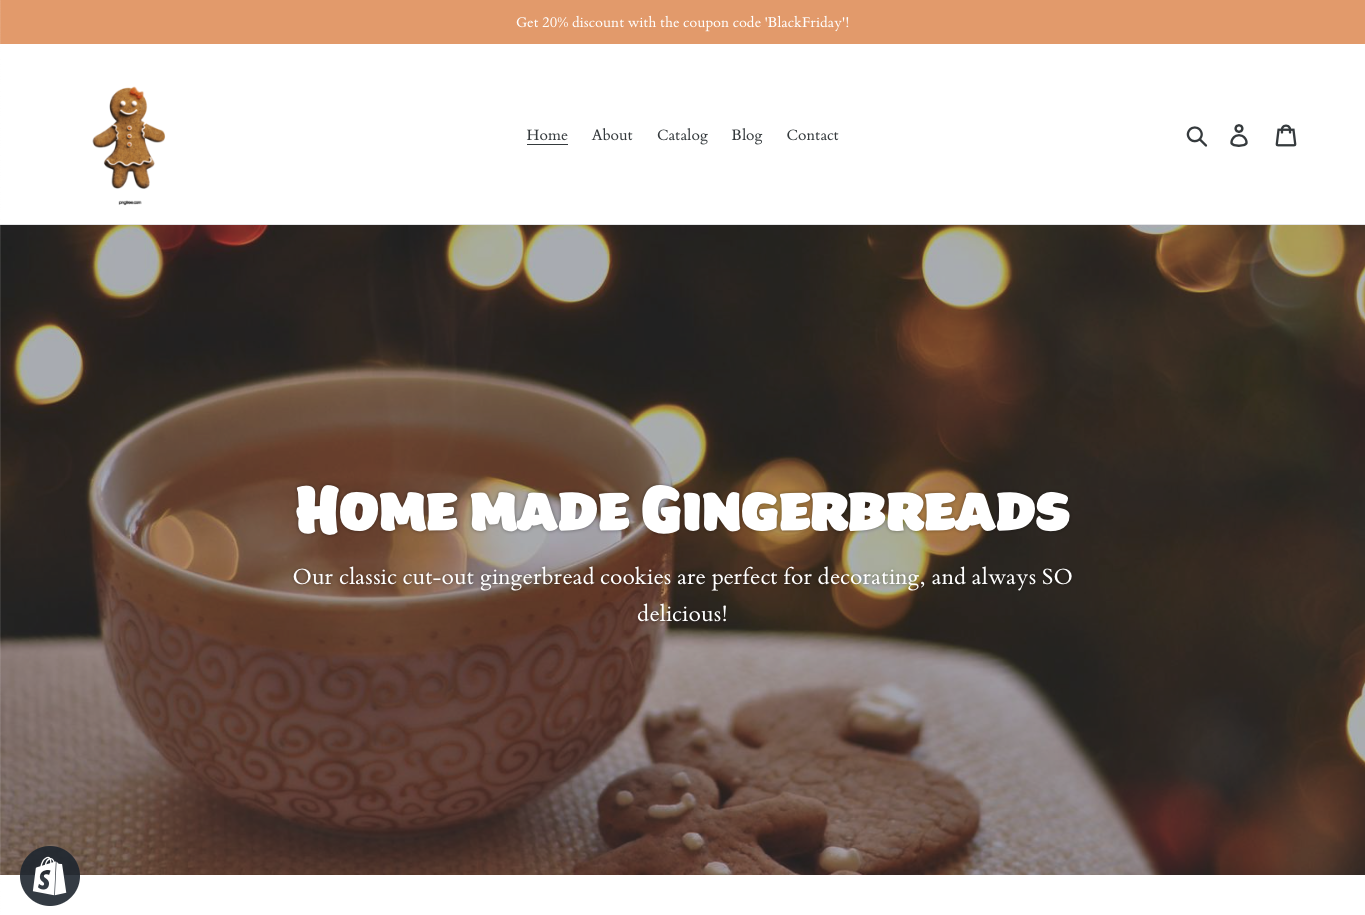 Get 20% discount with the coupon code 'BlackFriday'!
Home About Catalog Blog Contact
Home made Gingerbreads
Our classic cut-out gingerbread cookies are perfect for decorating, and always SO
delicious!